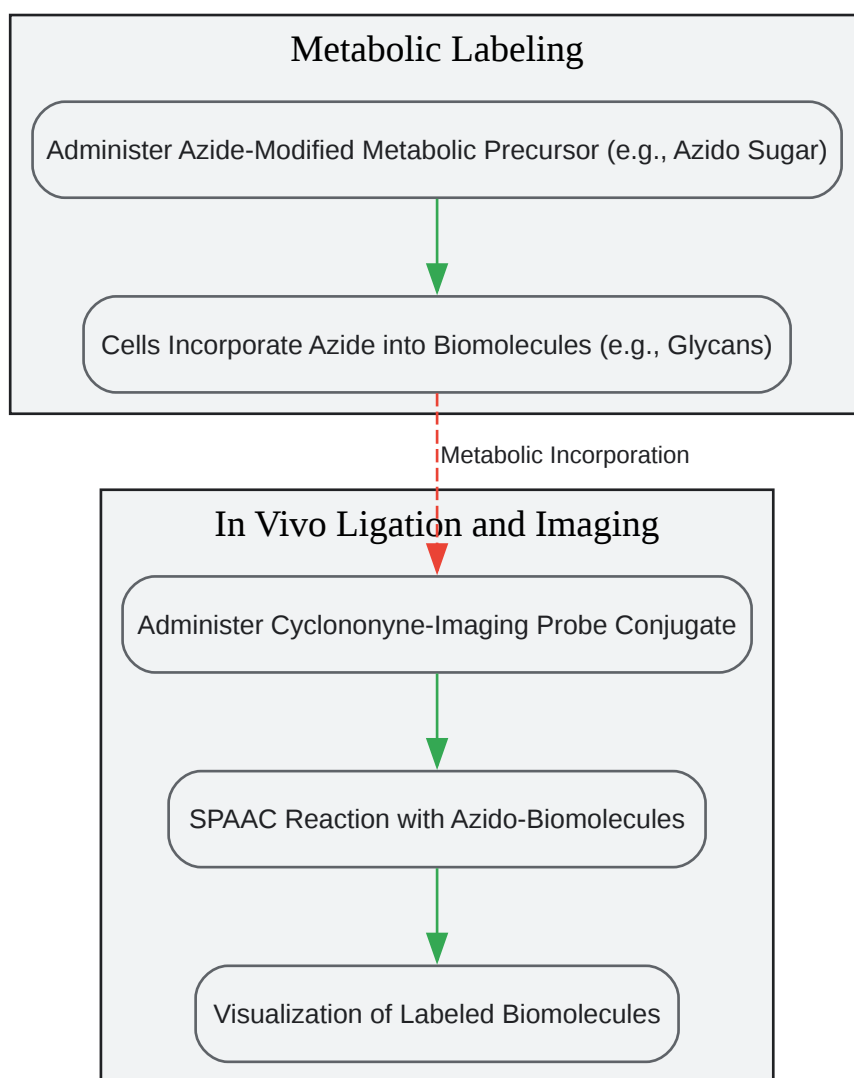 Metabolic Labeling
Administer Azide-Modified Metabolic Precursor (e.g., Azido Sugar)
Cells Incorporate Azide into Biomolecules (e.g., Glycans)
Metabolic Incorporation
In Vivo Ligation and Imaging
Administer Cyclononyne-Imaging Probe Conjugate
SPAAC Reaction with Azido-Biomolecules
Visualization of Labeled Biomolecules